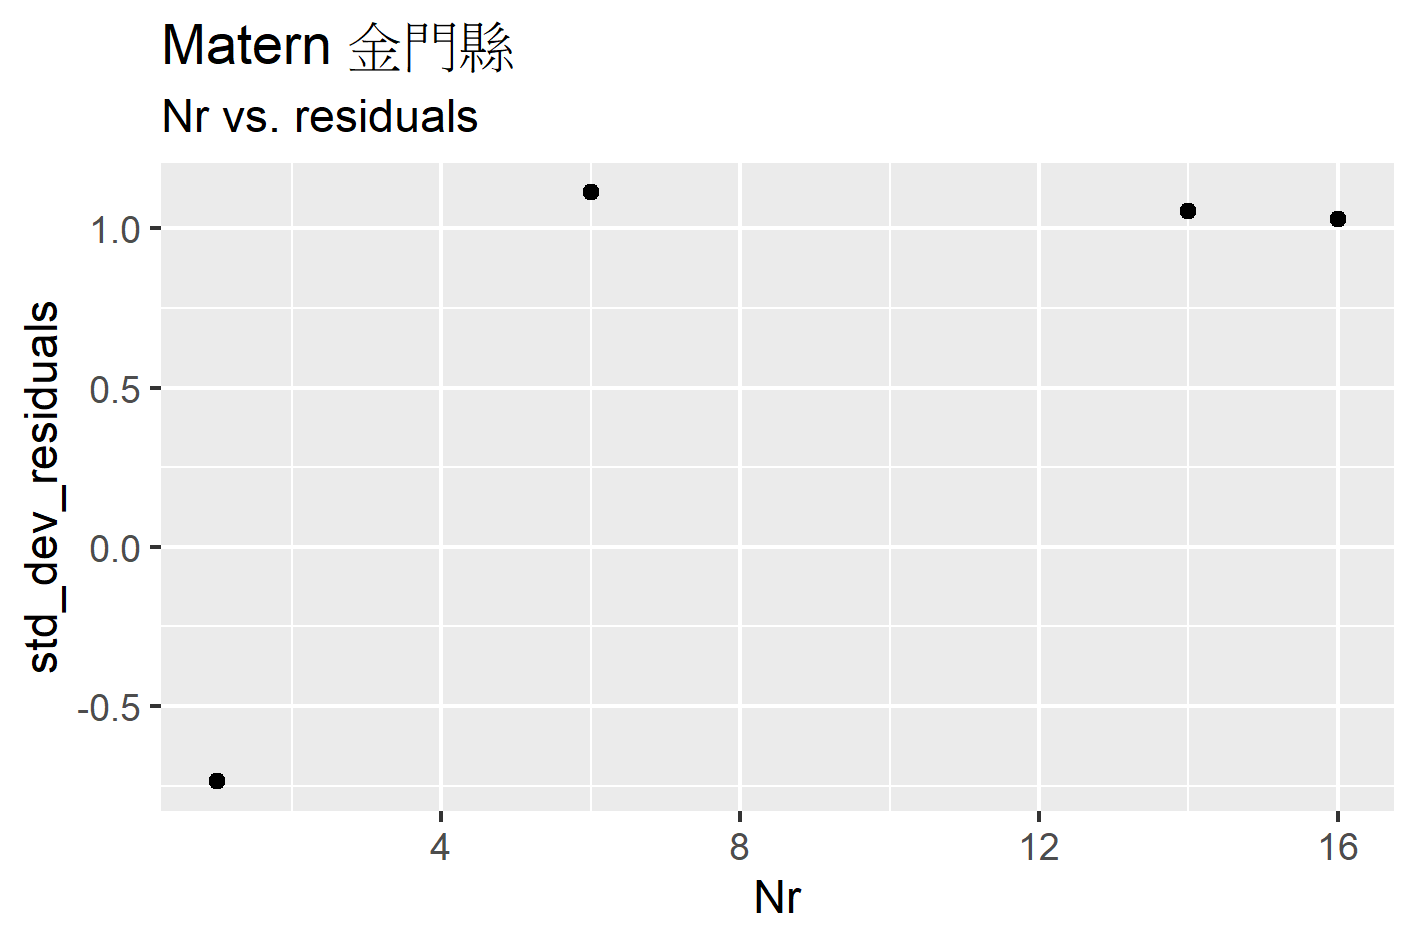 Matern 金門縣
Nr vs. residuals
1.0
0.5
0.0
-0.5
std_dev_residuals
4 8 12 16
Nr